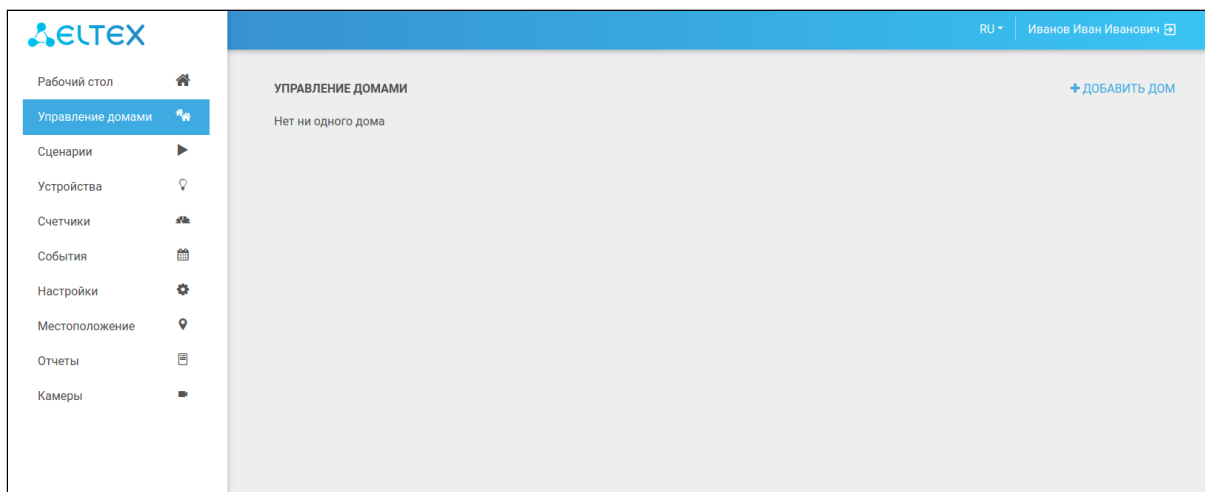 ELTEX
RU
Иванов Иван Иванович
Рабочий стол
Управление домами
Сценарии
Устройства
Счетчики
События
Настройки
Местоположение
Отчеты
Камеры
УПРАВЛЕНИЕ ДОМАМИ
+ ДОБАВИТЬ ДОМ
Нет ни одного дома